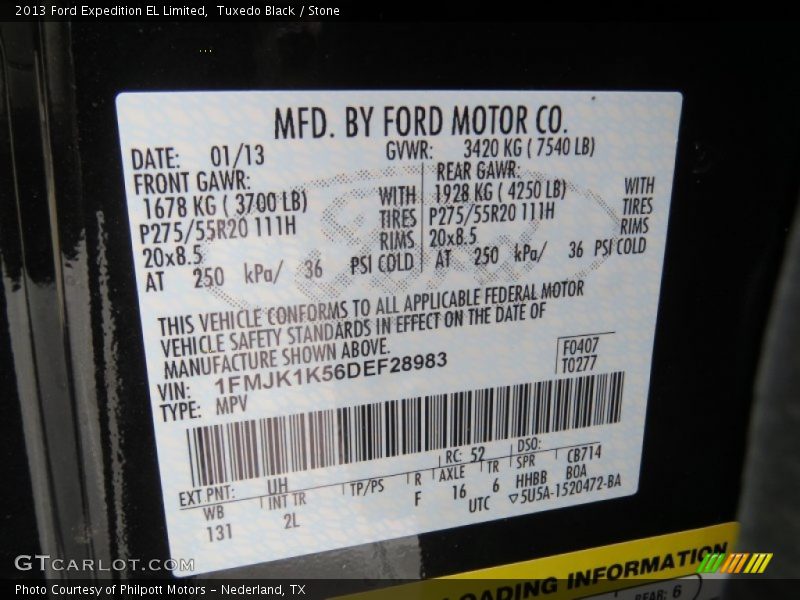 2013 Ford Expedition EL Limited,  Tuxedo Black / Stone
MFD. BY FORD MOTOR CO.
DATE: 01/13 GVWR: 3420 KG ( 7540 LB)
FRONT GAWR: REAR GAWR:
1678 KG ( 3700 LB) WITH 1928 KG ( 4250 LB) WITH
P275/55R20 111H TIRES P275/55R20 111H TIRES
20x8.5 RIMS 20x8.5 RIMS
AT 250 kPa/ 36 PSI COLD AT 250 kPa/ 36 PSI COLD
THIS VEHICLE CONFORMS TO ALL APPLICABLE FEDERAL MOTOR
VEHICLE SAFETY STANDARDS IN EFFECT ON THE DATE OF
MANUFACTURE SHOWN ABOVE.
F0407
T0277
VIN: 1FMJK1K56DEF28983
TYPE: MPV
EXT PNT: UH RC: 52 DSO:
WB INT TR TP/PS R AXLE TR SPR CB714
131 2L F 16 6 HHBB BOA
UTC ▽5U5A-1520472-BA
LOADING INFORMATION
REAR: 6
GTcarlot.com
Photo Courtesy of Philpott Motors - Nederland, TX